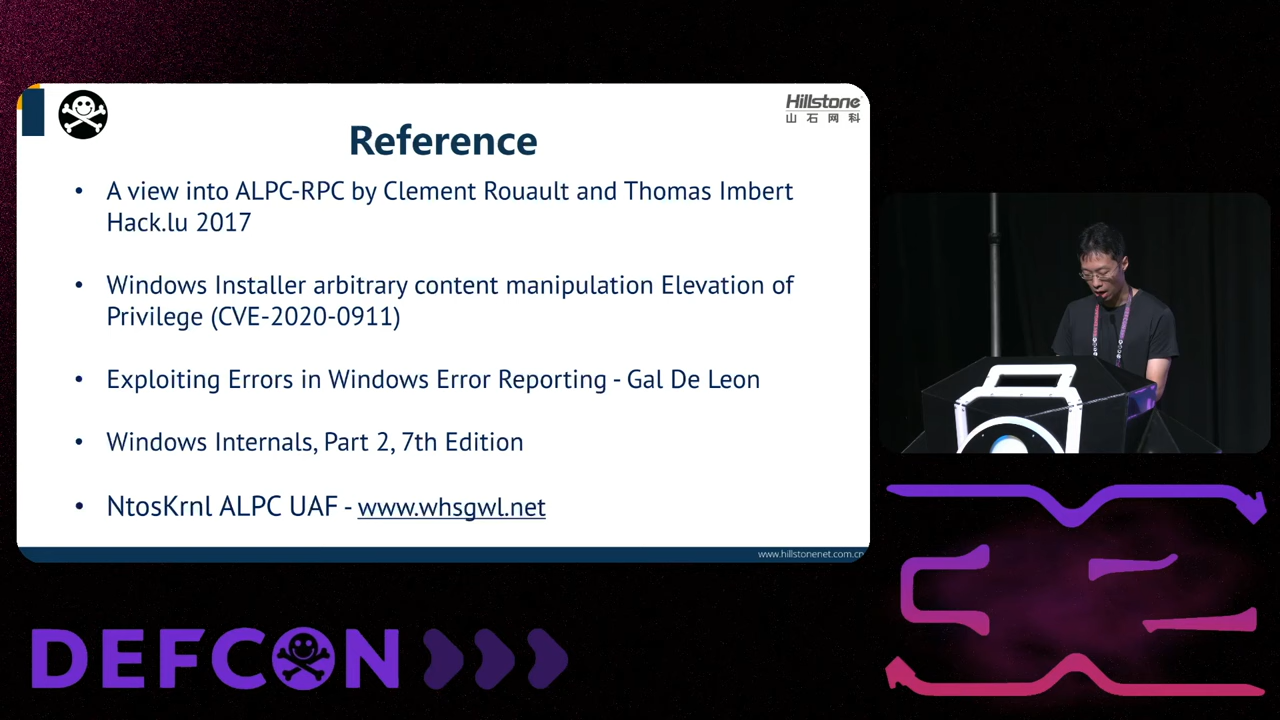 Hillstone
山石网科
Reference
• A view into ALPC-RPC by Clement Rouault and Thomas Imbert
Hack.lu 2017
• Windows Installer arbitrary content manipulation Elevation of
Privilege (CVE-2020-0911)
• Exploiting Errors in Windows Error Reporting - Gal De Leon
• Windows Internals, Part 2, 7th Edition
• NtosKrnl ALPC UAF - www.whsgwl.net
www.hillstonenet.com.cn
DEFCON